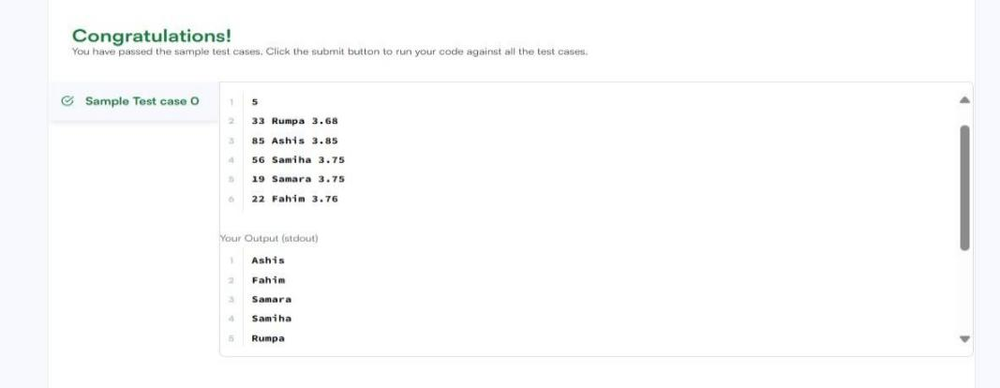 Congratulations!
You have passed the sample test cases. Click the submit button to run your code against all the test cases.
Sample Test case 0
1 5
2 33 Rumpa 3.68
3 85 Ashis 3.85
4 56 Samiha 3.75
5 19 Samara 3.75
6 22 Fahim 3.76
Your Output (stdout)
1 Ashis
2 Fahim
3 Samara
4 Samiha
5 Rumpa